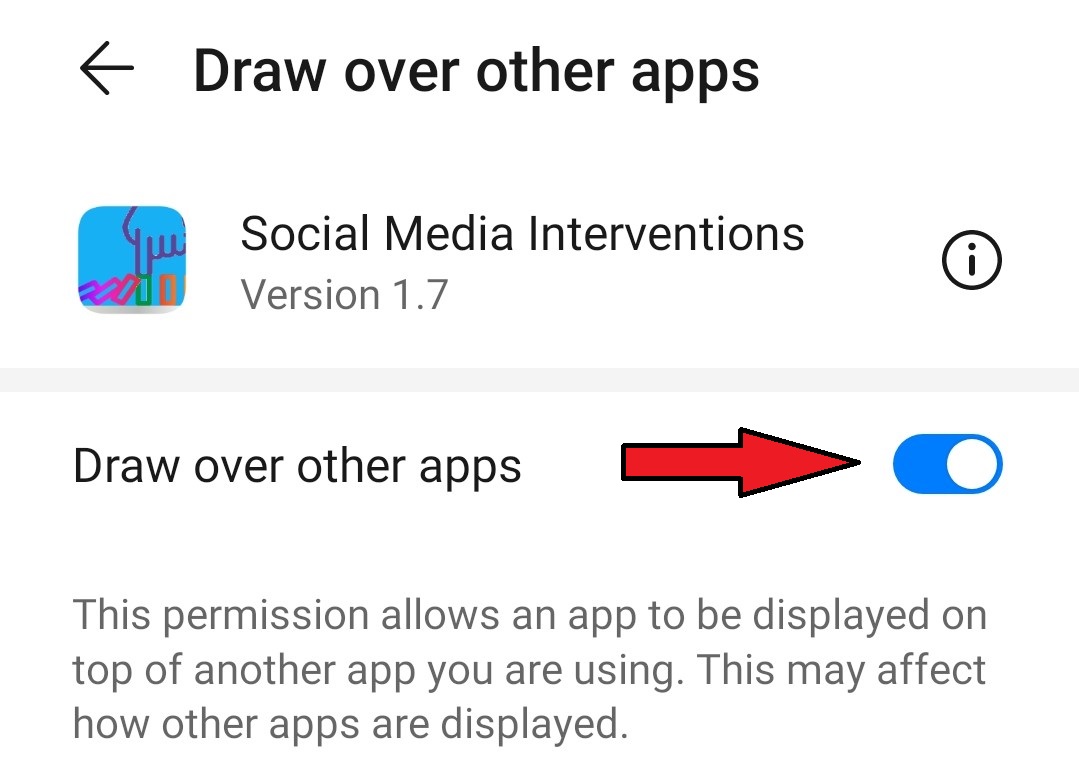 Draw over other apps
Social Media Interventions
Version 1.7
Draw over other apps
This permission allows an app to be displayed on
top of another app you are using. This may affect
how other apps are displayed.